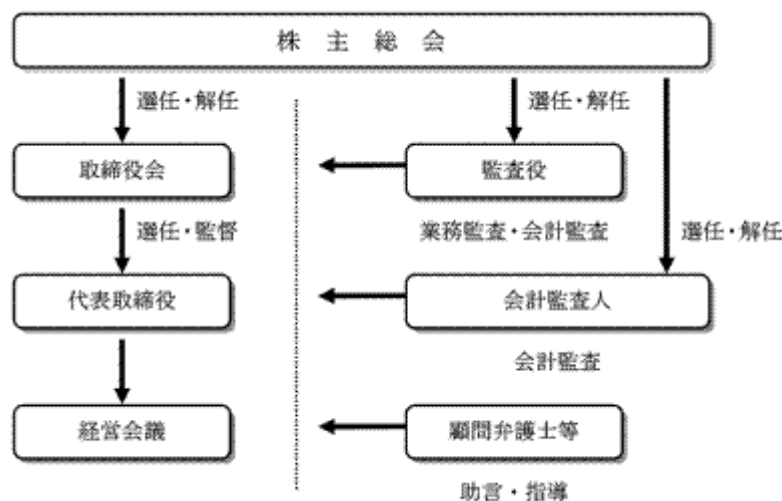 株主総会
選任・解任
選任・解任
取締役会
監査役
選任・監督
業務監査・会計監査
選任・解任
代表取締役
会計監査人
会計監査
経営会議
顧問弁護士等
助言・指導